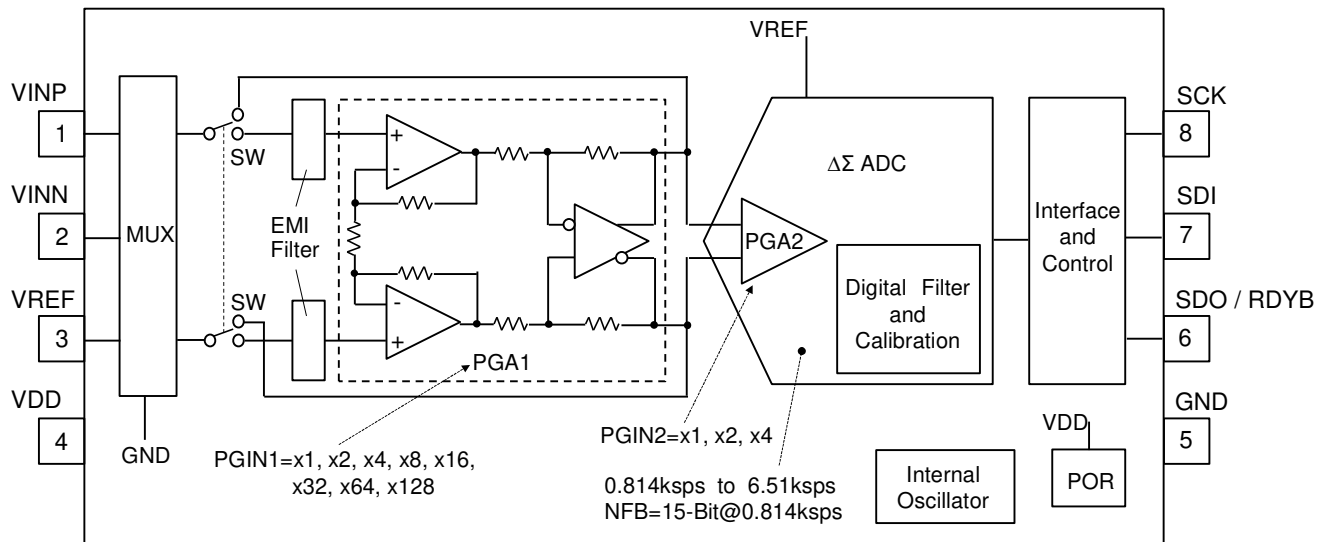 VREF
VINP
1
SW
VINN
2
MUX
EMI
Filter
VREF
3
SW
VDD
4
GND
+
-
-
+
PGA1
PGIN1=x1, x2, x4, x8, x16,
x32, x64, x128
ΔΣ ADC
PGA2
Digital Filter
and
Calibration
PGIN2=x1, x2, x4
0.814ksps to 6.51ksps
NFB=15-Bit@0.814ksps
Internal
Oscillator
VDD
POR
Interface
and
Control
SCK
8
SDI
7
SDO / RDYB
6
GND
5